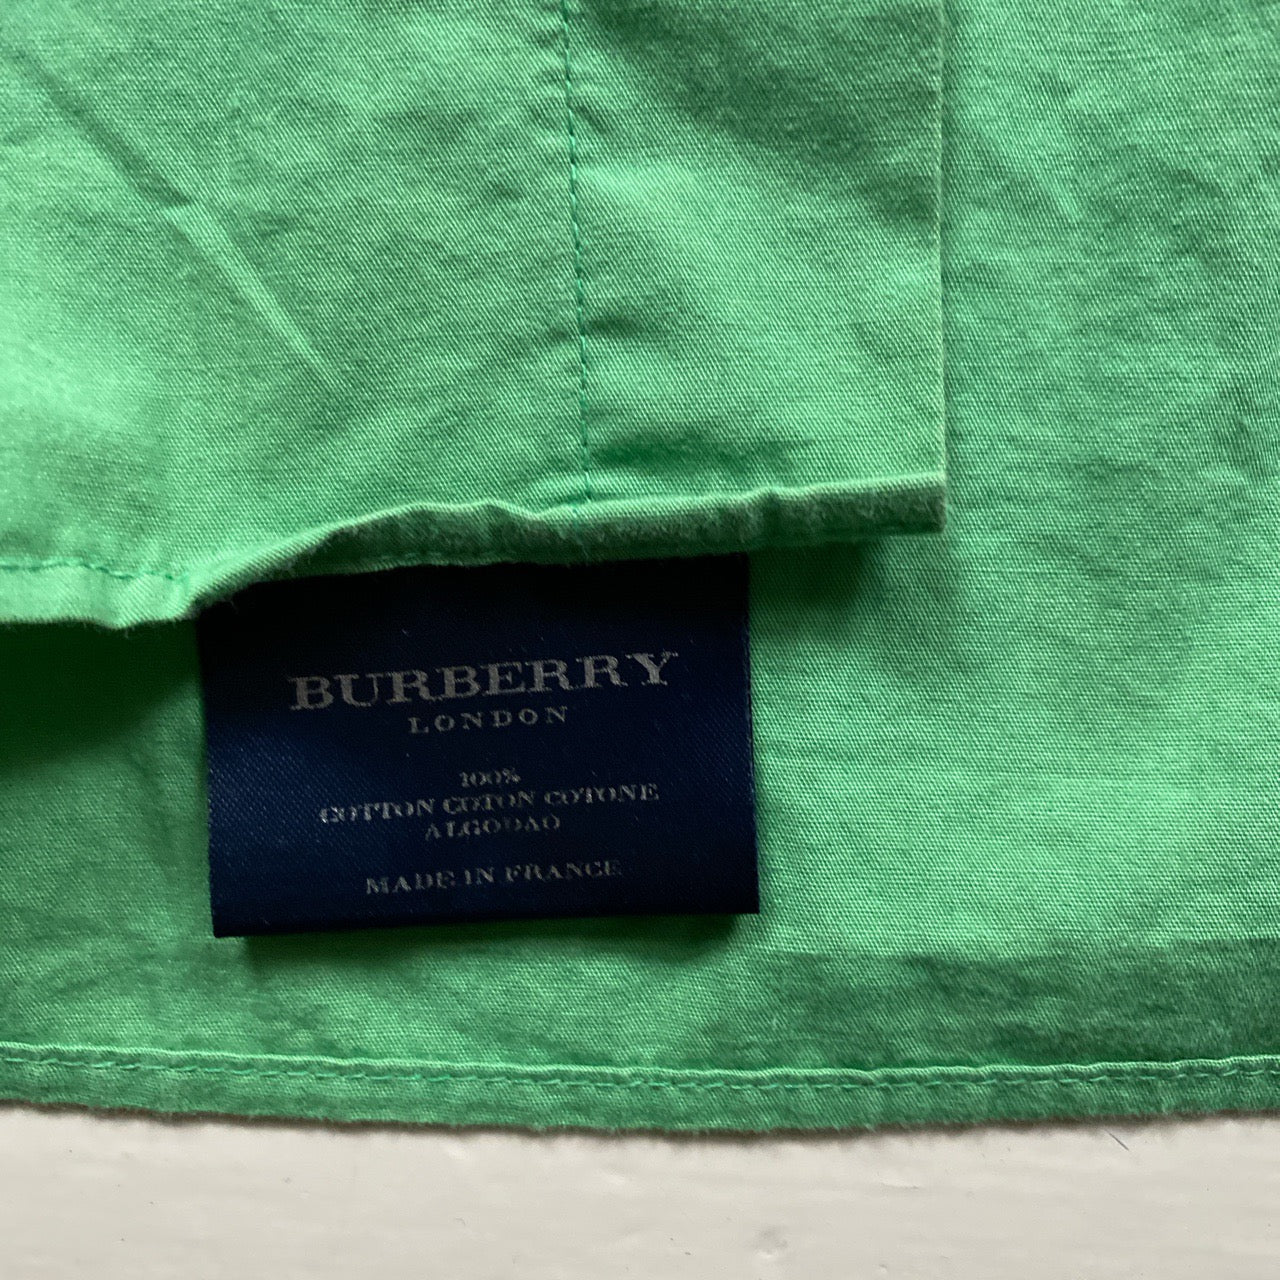 BURBERRY
LONDON
100%
COTTON COTON COTONE
ALGODAO
MADE IN FRANCE